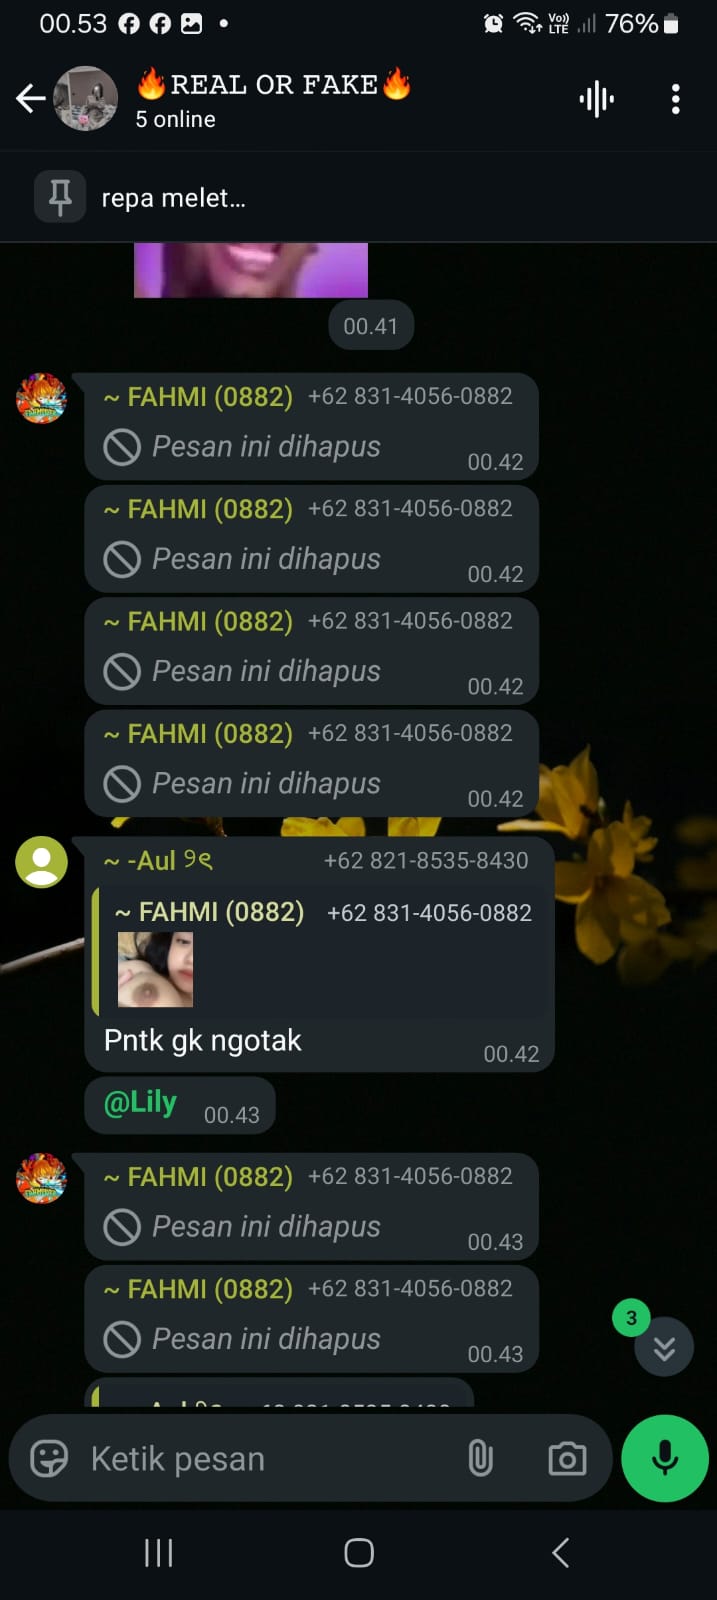 00.53
Vo)) LTE 76%
🔥REAL OR FAKE🔥
5 online
repa melet...
00.41
~ FAHMI (0882) +62 831-4056-0882
Pesan ini dihapus
00.42
~ FAHMI (0882) +62 831-4056-0882
Pesan ini dihapus
00.42
~ FAHMI (0882) +62 831-4056-0882
Pesan ini dihapus
00.42
~ FAHMI (0882) +62 831-4056-0882
Pesan ini dihapus
00.42
~ -Aul ୨ৎ +62 821-8535-8430
~ FAHMI (0882) +62 831-4056-0882
Pntk gk ngotak
00.42
@Lily 00.43
~ FAHMI (0882) +62 831-4056-0882
Pesan ini dihapus
00.43
~ FAHMI (0882) +62 831-4056-0882
3
Pesan ini dihapus
00.43
Ketik pesan